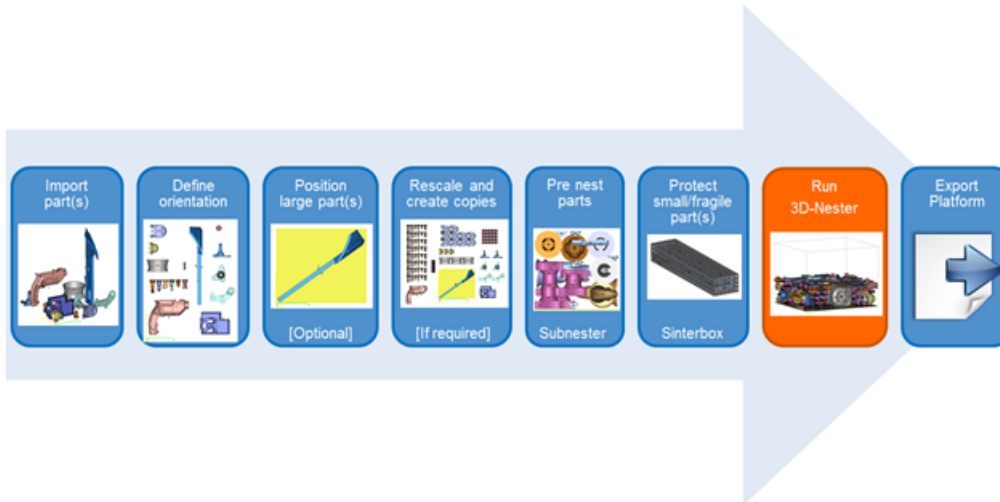 Import
part(s)
Define
orientation
Position
large part(s)
[Optional]
Rescale and
create copies
[If required]
Pre nest
parts
Subnester
Protect
small/fragile
part(s)
Sinterbox
Run
3D-Nester
Export
Platform